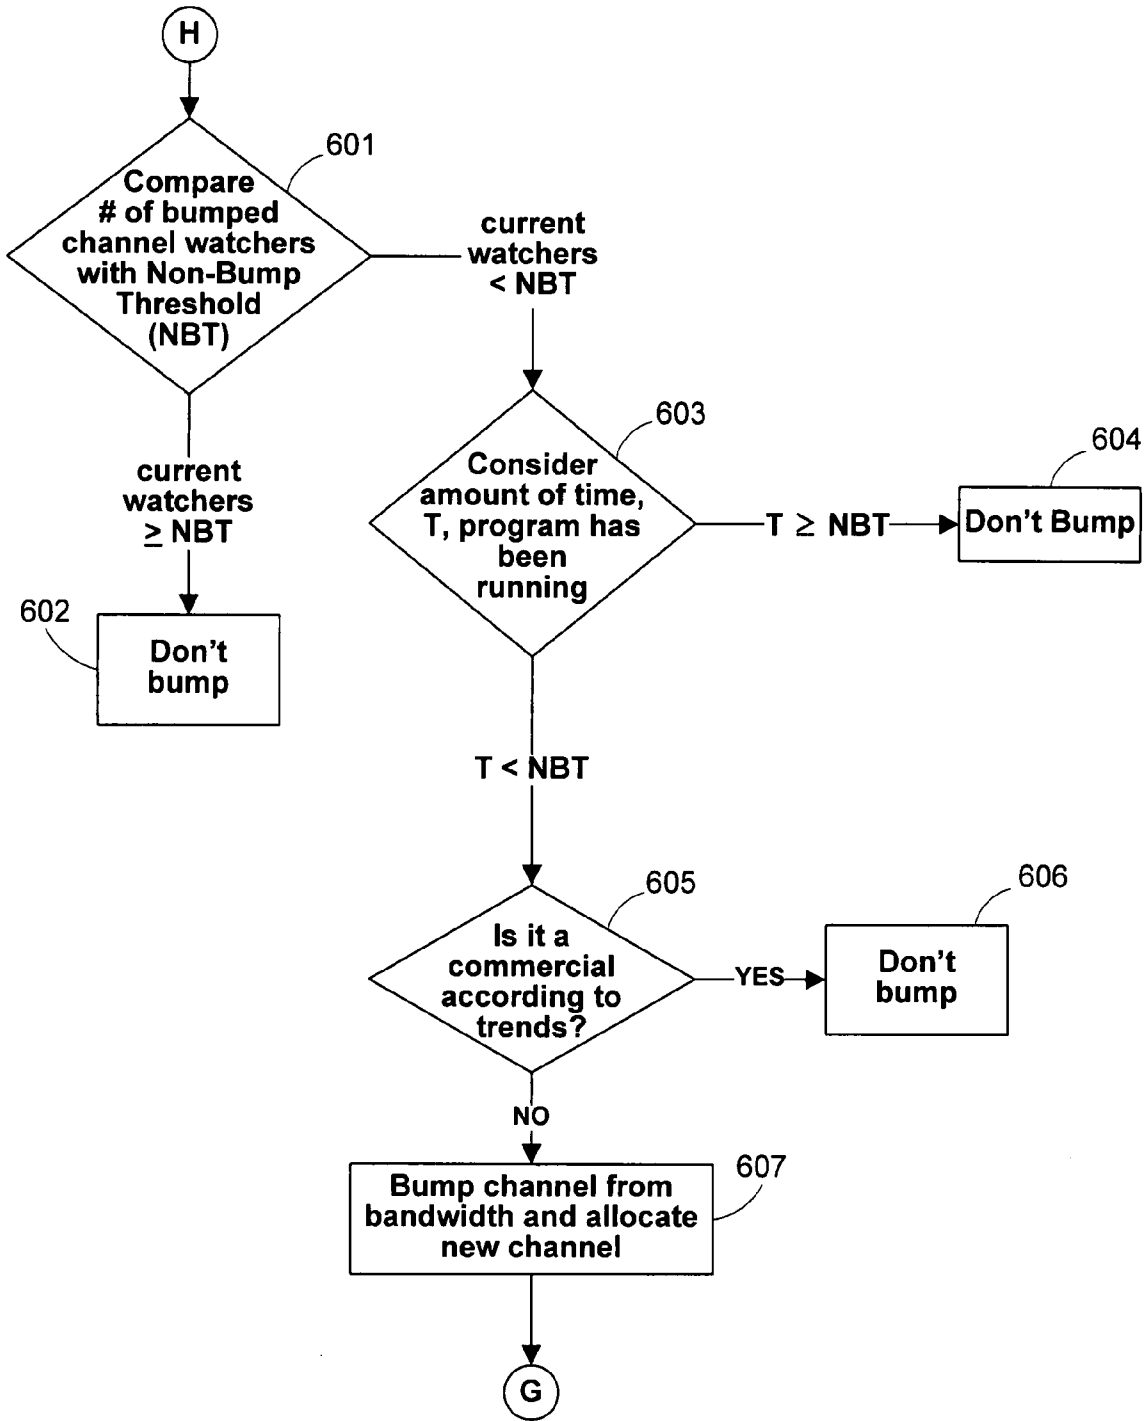 H
601
Compare
# of bumped
channel watchers
with Non-Bump
Threshold
(NBT)
current
watchers
< NBT
current
watchers
≥ NBT
602
Don't
bump
603
Consider
amount of time,
T, program has
been
running
T ≥ NBT
604
Don't Bump
T < NBT
605
Is it a
commercial
according to
trends?
YES
606
Don't
bump
NO
607
Bump channel from
bandwidth and allocate
new channel
G